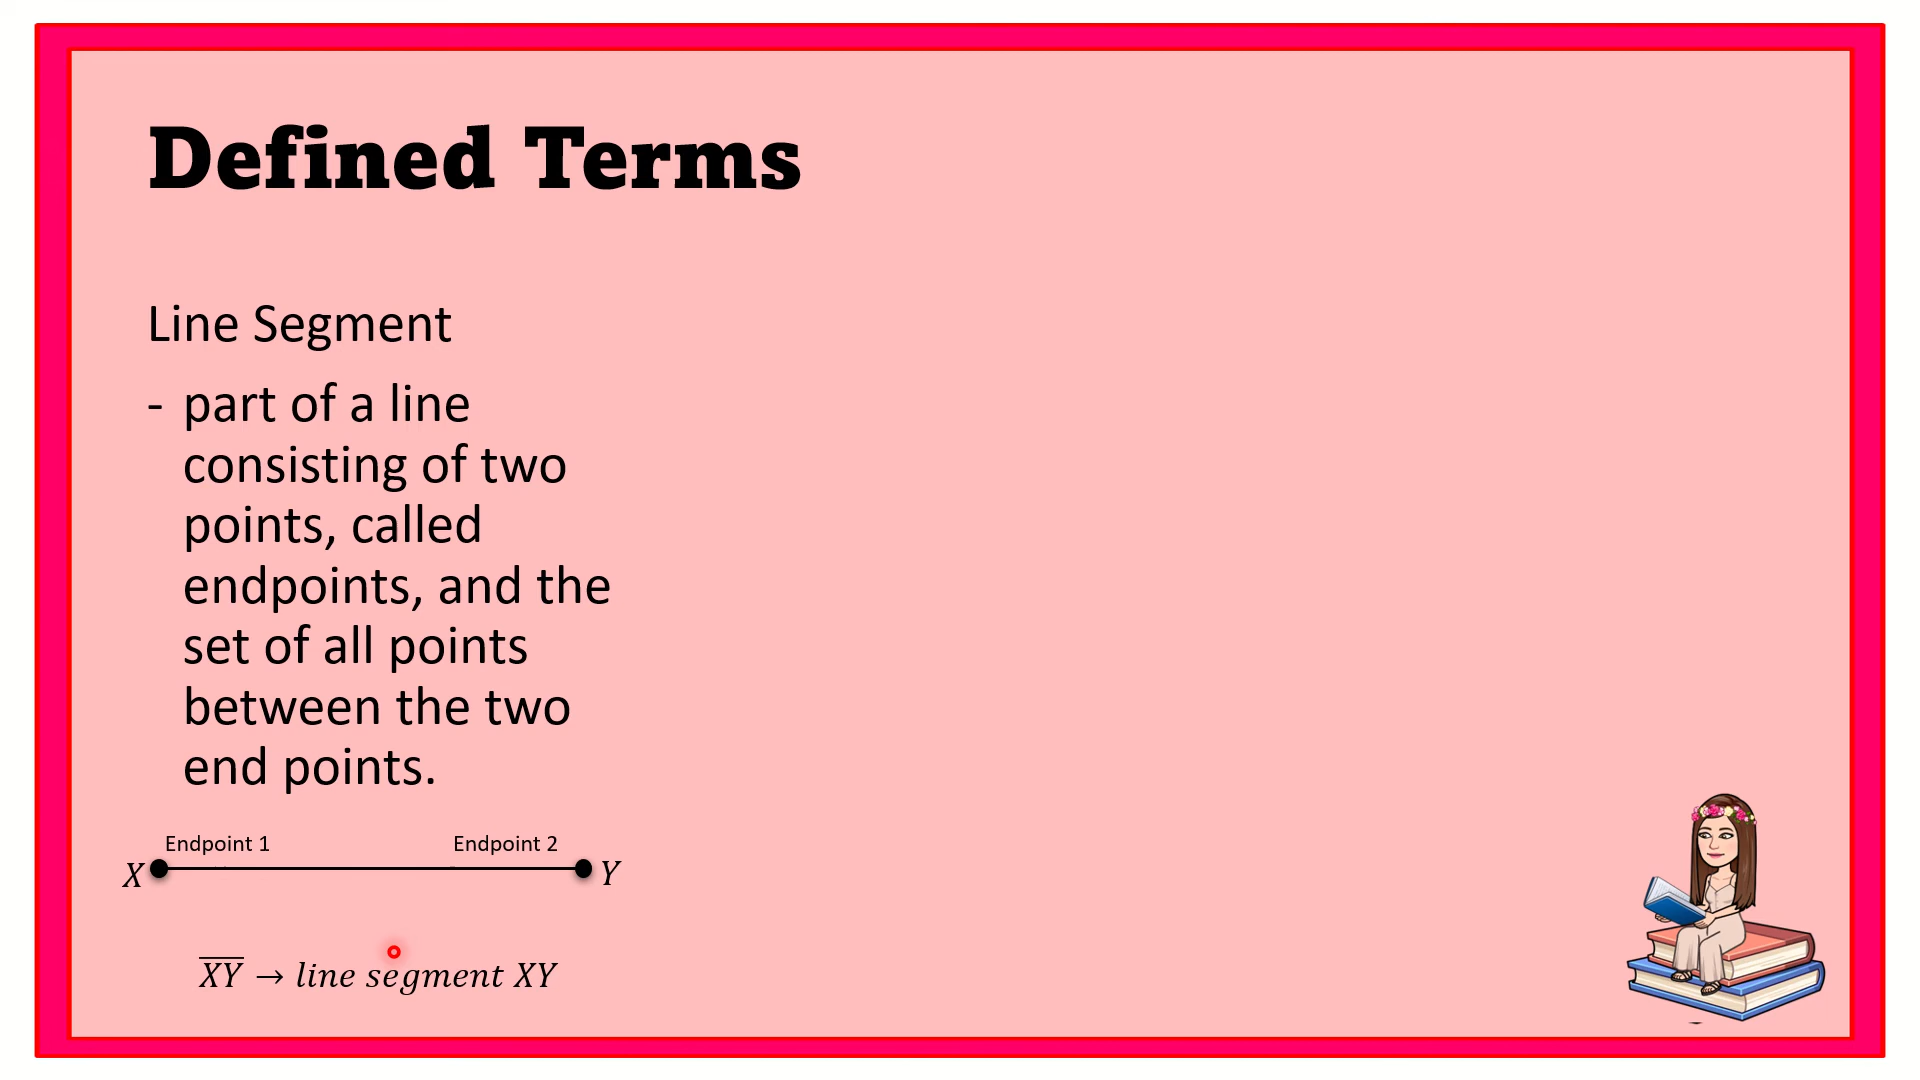 Defined Terms
Line Segment
- part of a line
consisting of two
points, called
endpoints, and the
set of all points
between the two
end points.
Endpoint 1 Endpoint 2
X Y
X̅Y̅ → line segment XY